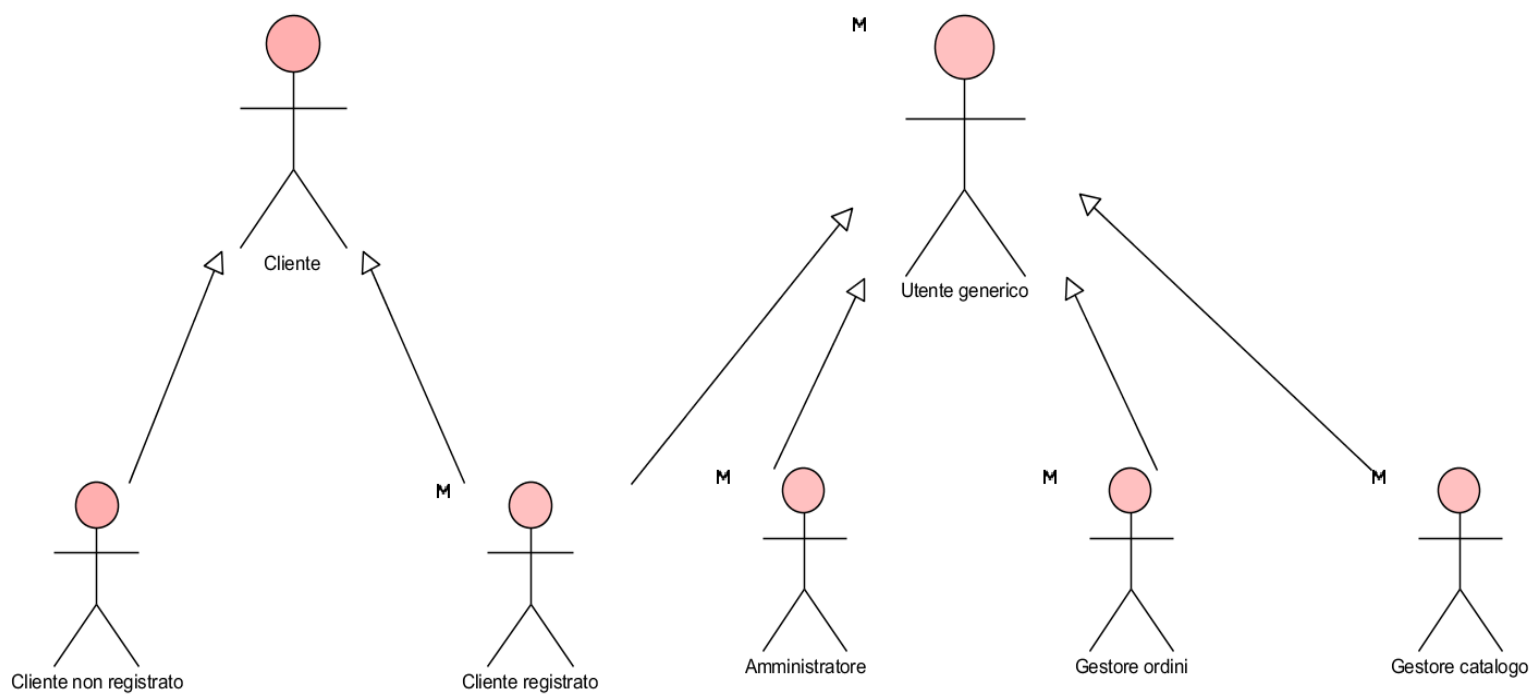 M
Cliente
Utente generico
M
M
M
M
Cliente non registrato
Cliente registrato
Amministratore
Gestore ordini
Gestore catalogo